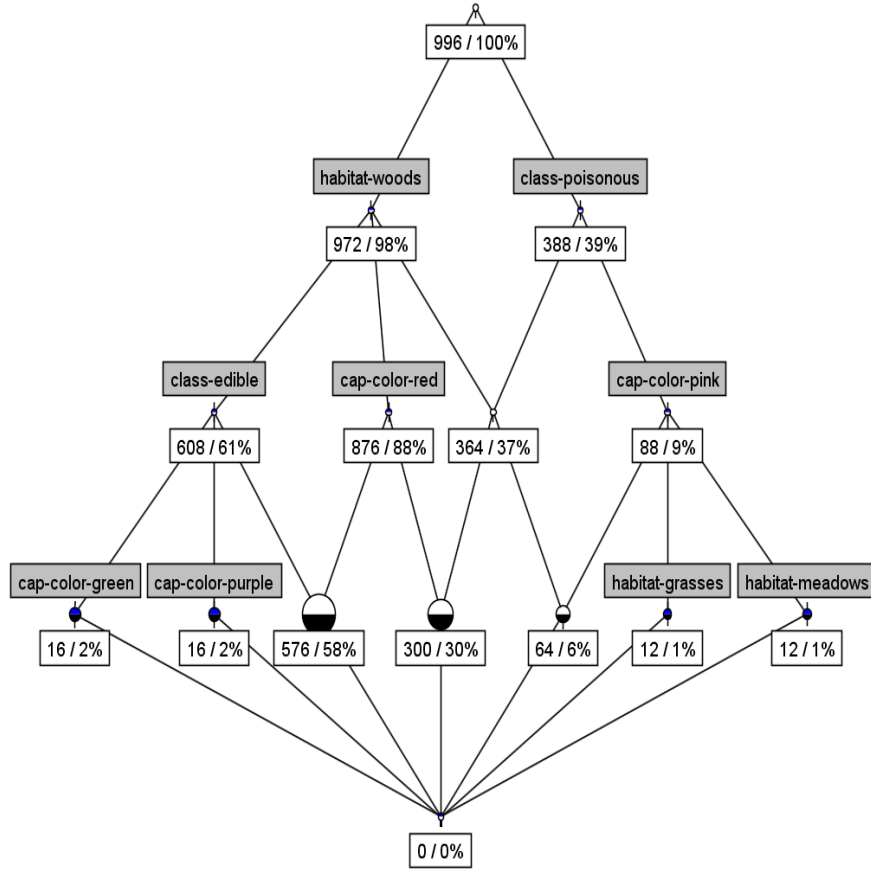 996 / 100%
habitat-woods
class-poisonous
972 / 98%
388 / 39%
class-edible
cap-color-red
cap-color-pink
608 / 61%
876 / 88%
364 / 37%
88 / 9%
cap-color-green
cap-color-purple
habitat-grasses
habitat-meadows
16 / 2%
16 / 2%
576 / 58%
300 / 30%
64 / 6%
12 / 1%
12 / 1%
0 / 0%